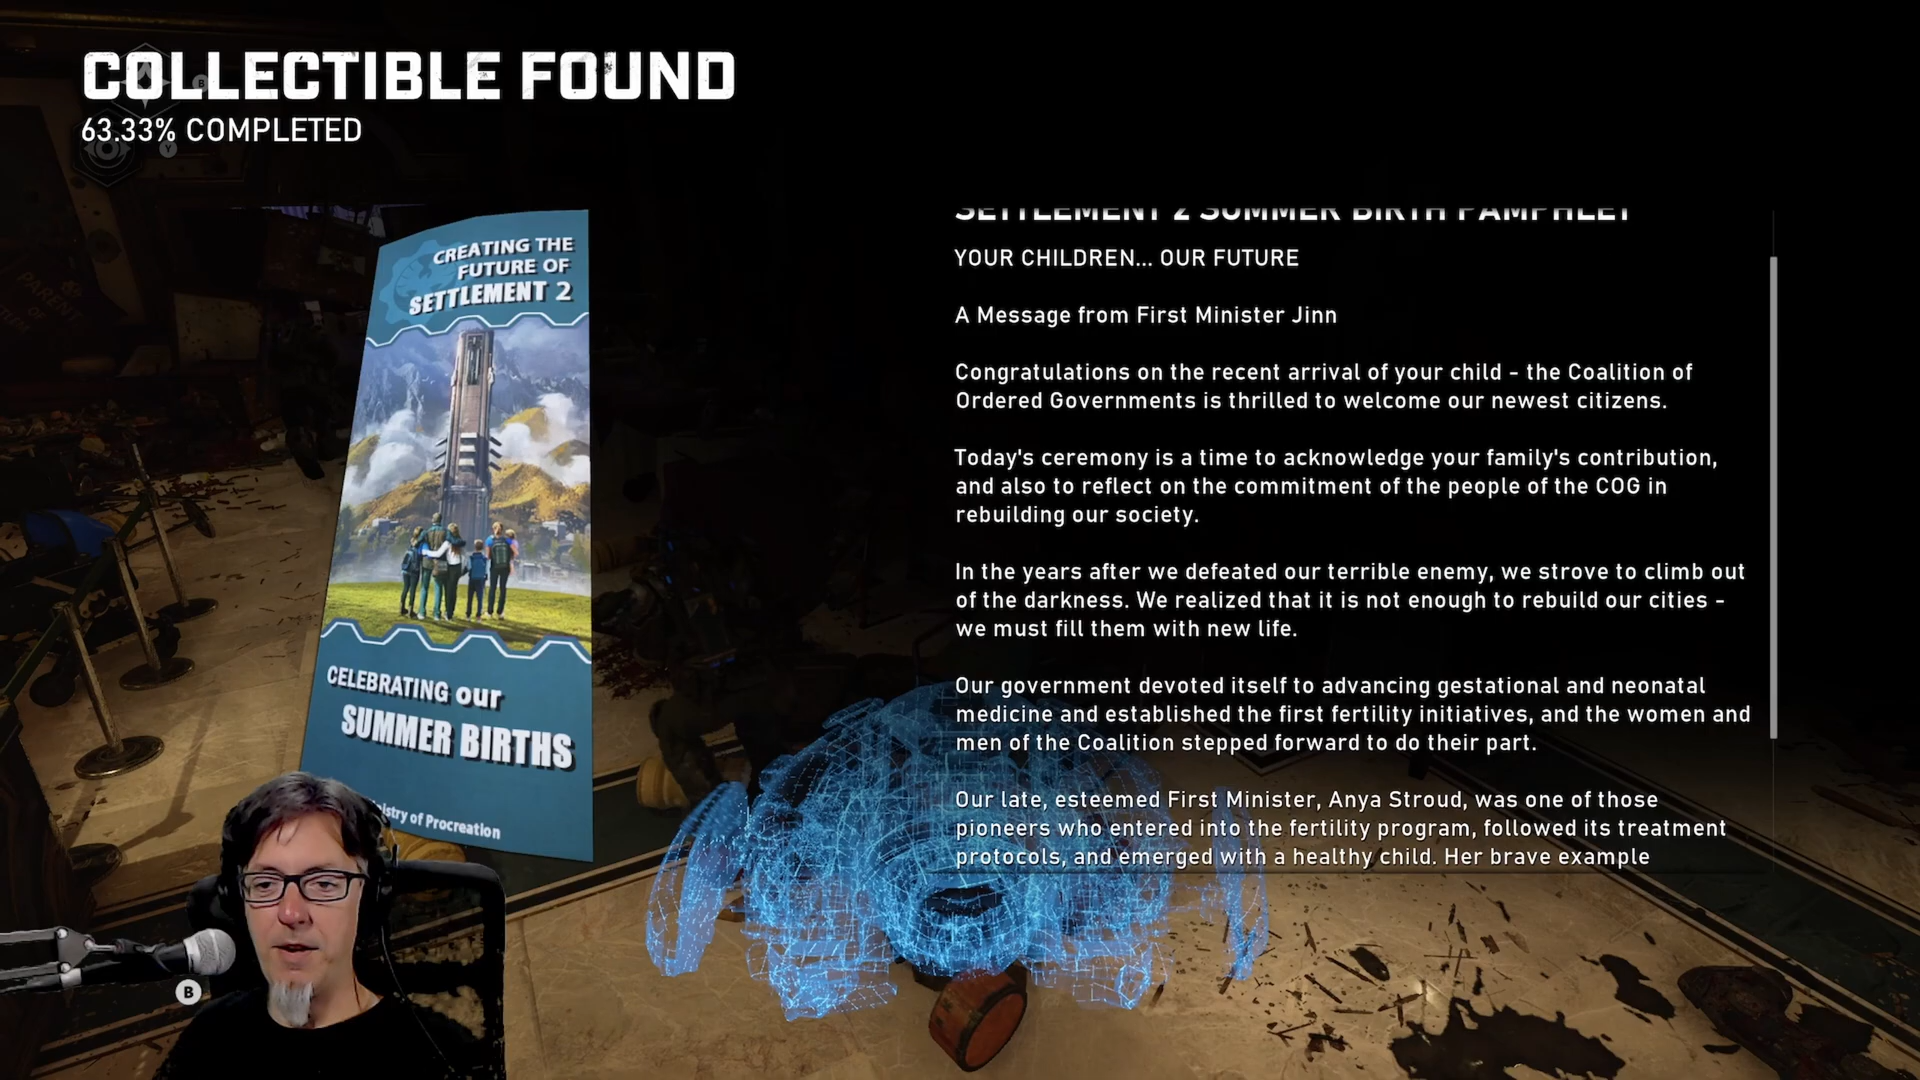 COLLECTIBLE FOUND
63.33% COMPLETED
B
Y
CREATING THE
FUTURE OF
SETTLEMENT 2
CELEBRATING our
SUMMER BIRTHS
of Procreation
SETTLEMENT 2 SUMMER BIRTH PAMPHLET
YOUR CHILDREN... OUR FUTURE
A Message from First Minister Jinn
Congratulations on the recent arrival of your child - the Coalition of
Ordered Governments is thrilled to welcome our newest citizens.
Today's ceremony is a time to acknowledge your family's contribution,
and also to reflect on the commitment of the people of the COG in
rebuilding our society.
In the years after we defeated our terrible enemy, we strove to climb out
of the darkness. We realized that it is not enough to rebuild our cities -
we must fill them with new life.
Our government devoted itself to advancing gestational and neonatal
medicine and established the first fertility initiatives, and the women and
men of the Coalition stepped forward to do their part.
Our late, esteemed First Minister, Anya Stroud, was one of those
pioneers who entered into the fertility program, followed its treatment
protocols, and emerged with a healthy child. Her brave example
B